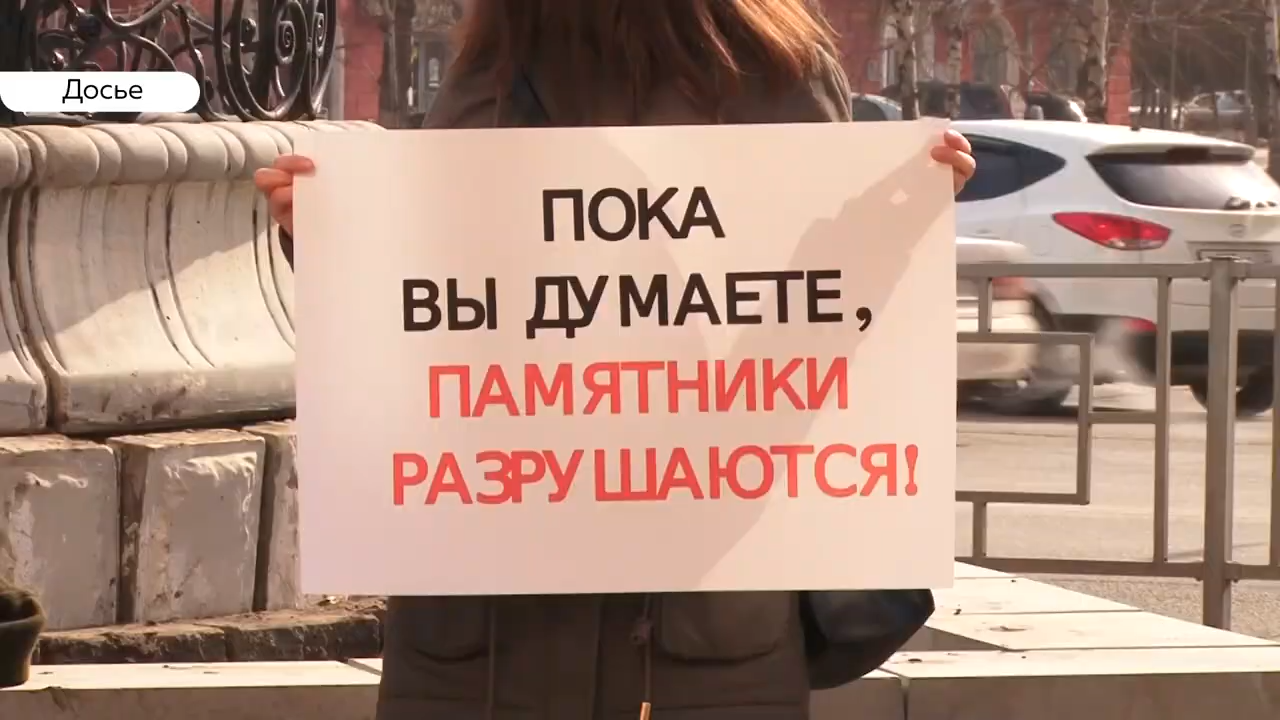 Досье
ПОКА
ВЫ ДУМАЕТЕ,
ПАМЯТНИКИ
РАЗРУШАЮТСЯ!